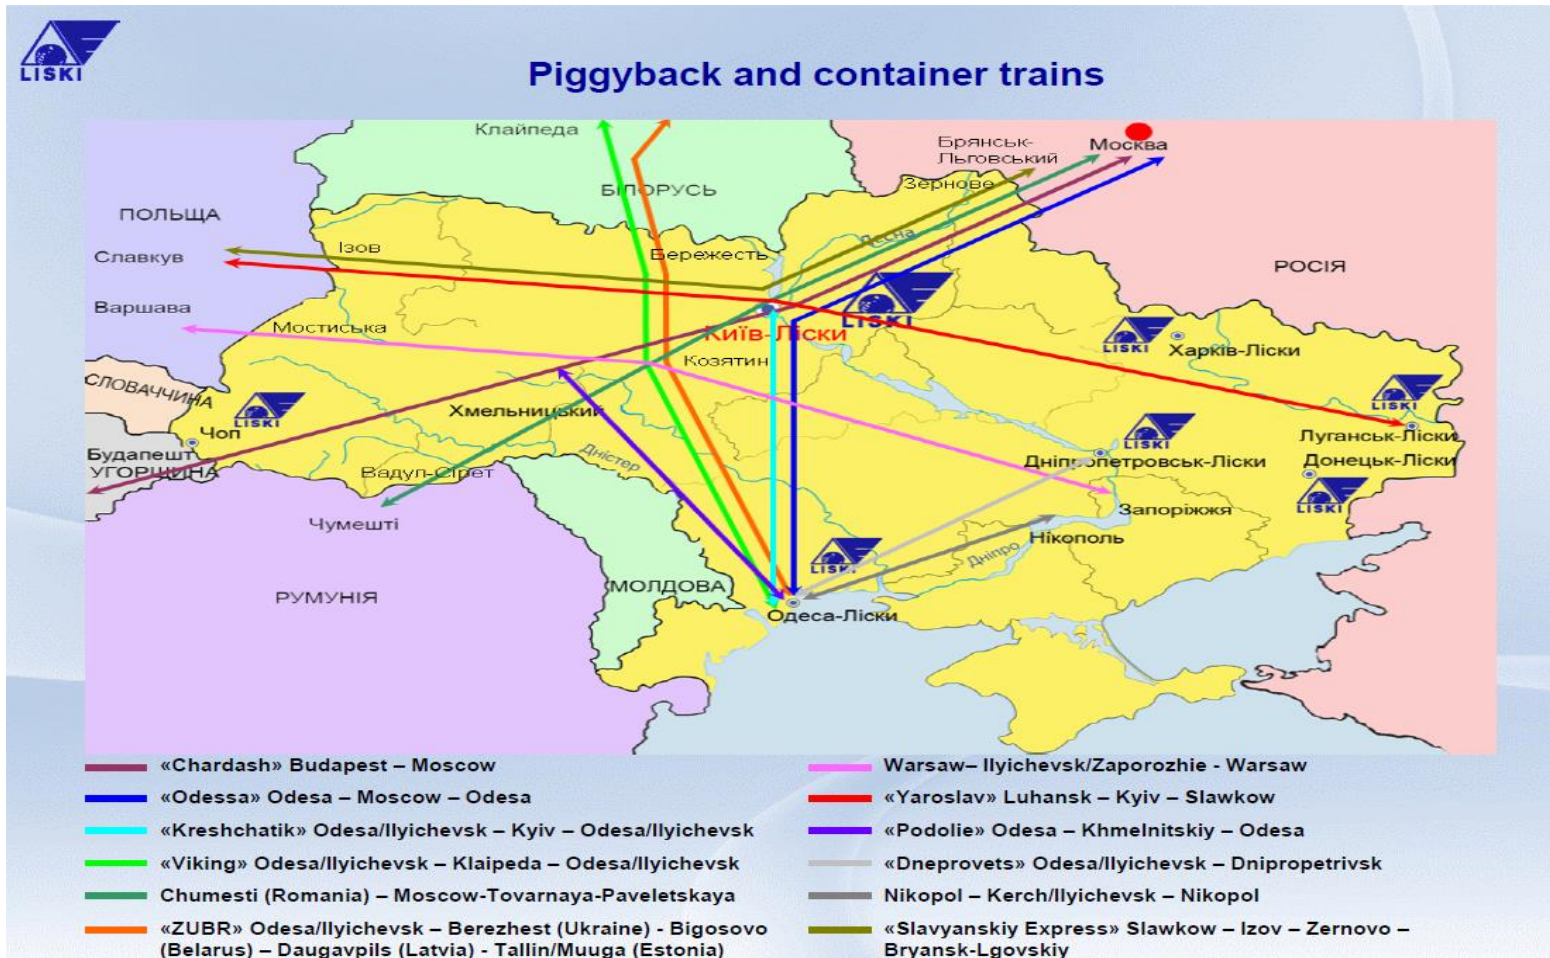 LISKI
Piggyback and container trains
Клайпеда
Брянськ-
Льговський
Москва
Зернове
БІЛОРУСЬ
ПОЛЬЩА
Десна
Ізов
Бережесть
Славкув
РОСІЯ
Варшава
Мостиська
LISKI
Київ-Ліски
LISKI
Харків-Ліски
Козятин
СЛОВАЧЧИНА
LISKI
Хмельницький
LISKI
Чоп
Луганськ-Ліски
LISKI
Будапешт
УГОРЩИНА
Дністер
Дніпропетровськ-Ліски
Донецьк-Ліски
Вадул-Сірет
LISKI
Чумешті
Запоріжжя
Нікополь
Дніпро
LISKI
МОЛДОВА
РУМУНІЯ
Одеса-Ліски
«Chardash» Budapest – Moscow
«Odessa» Odesa – Moscow – Odesa
«Kreshchatik» Odesa/Ilyichevsk – Kyiv – Odesa/Ilyichevsk
«Viking» Odesa/Ilyichevsk – Klaipeda – Odesa/Ilyichevsk
Chumesti (Romania) – Moscow-Tovarnaya-Paveletskaya
«ZUBR» Odesa/Ilyichevsk – Berezhest (Ukraine) - Bigosovo
(Belarus) – Daugavpils (Latvia) - Tallin/Muuga (Estonia)
Warsaw– Ilyichevsk/Zaporozhie - Warsaw
«Yaroslav» Luhansk – Kyiv – Slawkow
«Podolie» Odesa – Khmelnitskiy – Odesa
«Dneprovets» Odesa/Ilyichevsk – Dnipropetrivsk
Nikopol – Kerch/Ilyichevsk – Nikopol
«Slavyanskiy Express» Slawkow – Izov – Zernovo –
Bryansk-Lgovskiy